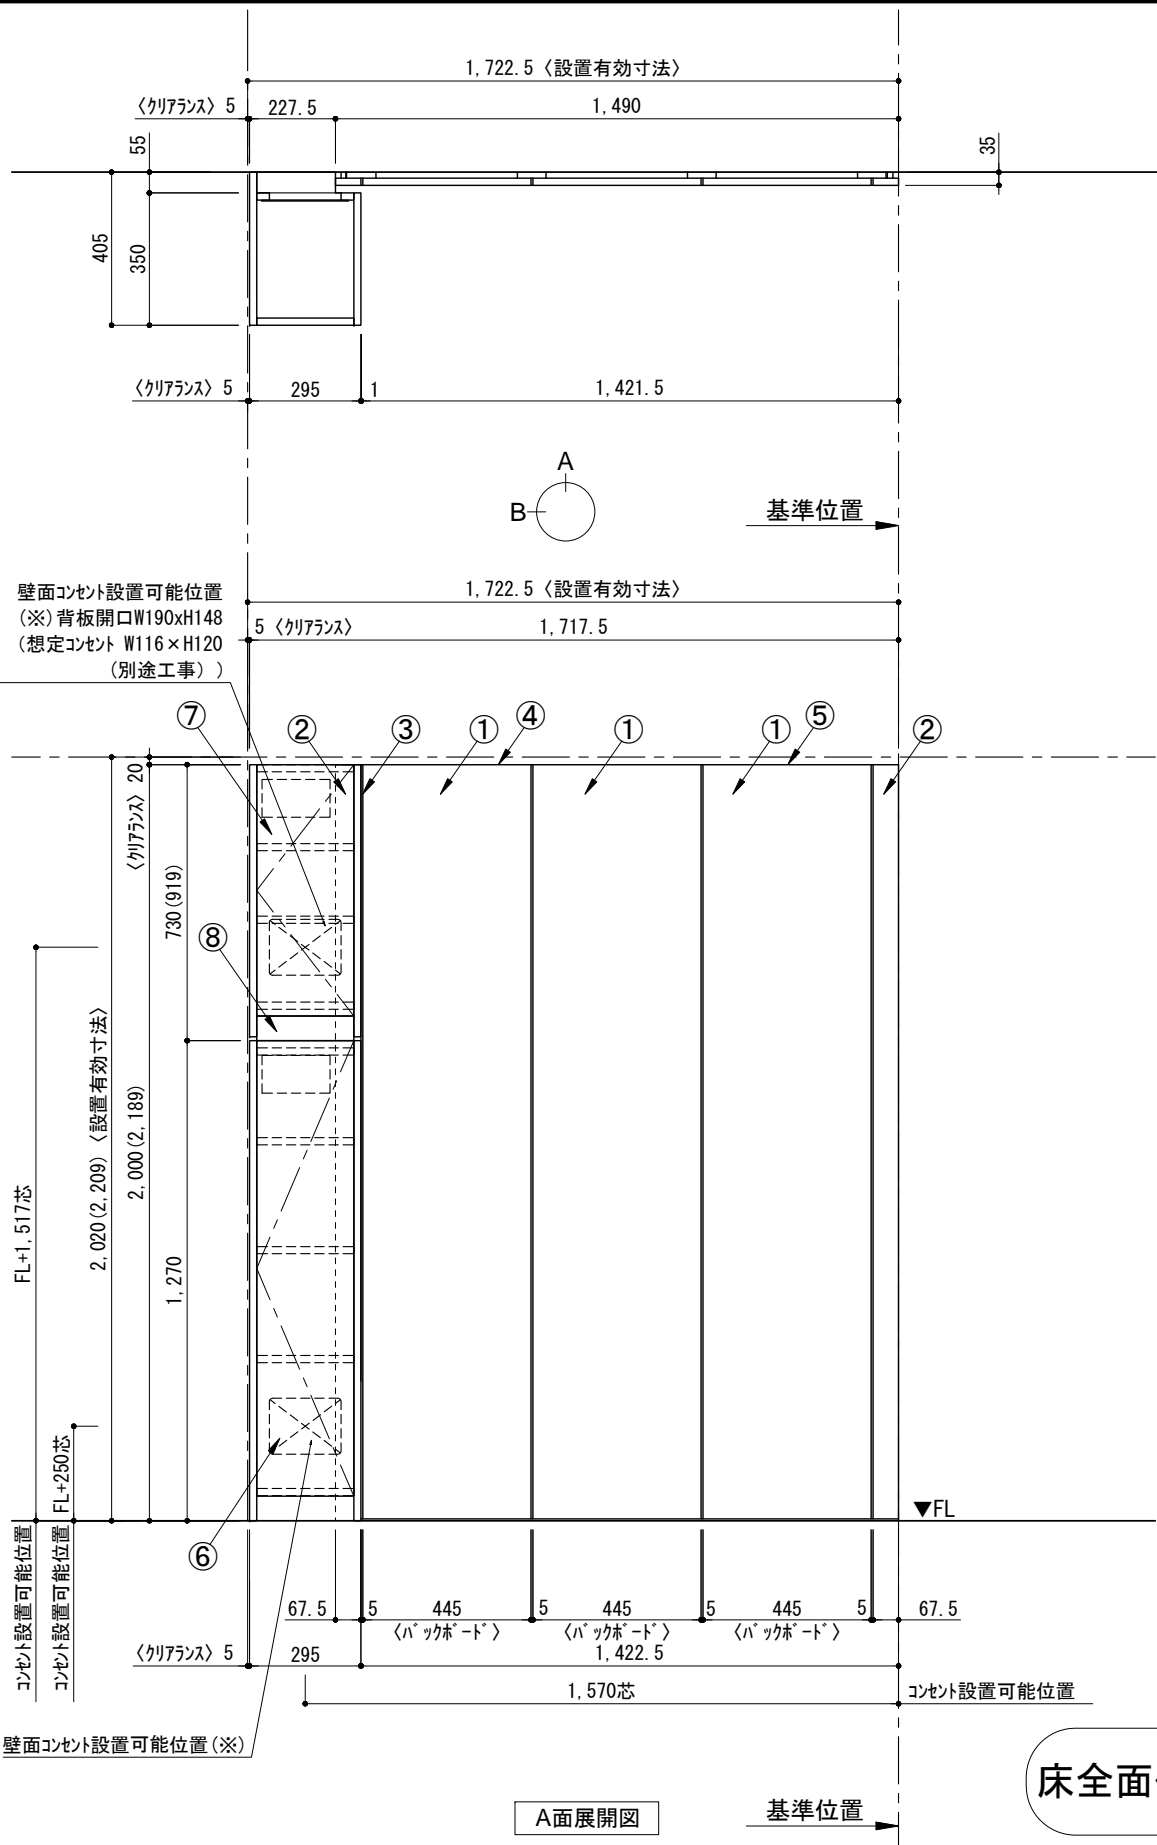 1,722.5〈設置有効寸法〉
〈クリアランス〉5 227.5 1,490
55
35
405
350
〈クリアランス〉5 295 1 1,421.5
A
B
基準位置
壁面コンセント設置可能位置
(※)背板開口W190xH148
(想定コンセント W116×H120
(別途工事))
1,722.5〈設置有効寸法〉
5〈クリアランス〉 1,717.5
⑦ ② ③ ① ④ ① ① ⑤ ②
〈クリアランス〉20
730(919)
⑧
2,020(2,209)〈設置有効寸法〉
2,000(2,189)
FL+1,517芯
1,270
FL+250芯
▼FL
コンセント設置可能位置
コンセント設置可能位置
⑥
67.5 5 445 5 445 5 445 5 67.5
〈バックボード〉 〈バックボード〉 〈バックボード〉
〈クリアランス〉5 295 1,422.5
1,570芯 コンセント設置可能位置
壁面コンセント設置可能位置(※)
床全面
A面展開図
基準位置